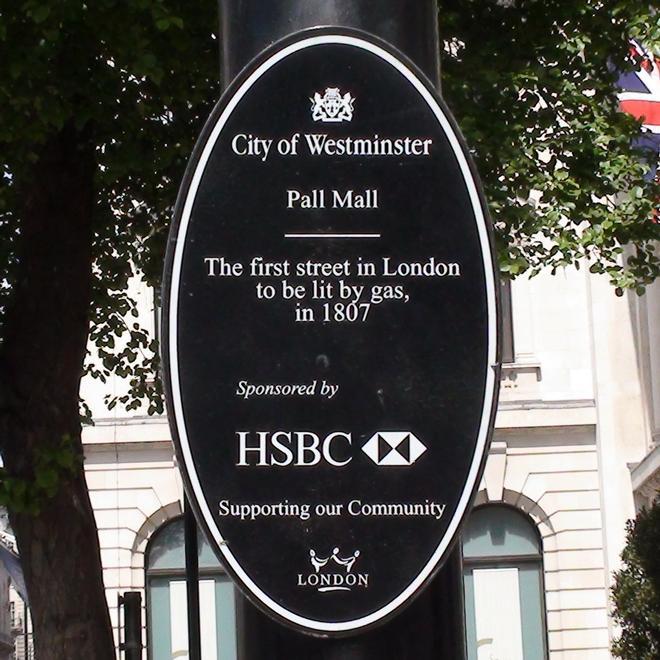 City of Westminster
Pall Mall
The first street in London
to be lit by gas,
in 1807
Sponsored by
HSBC
Supporting our Community
LONDON